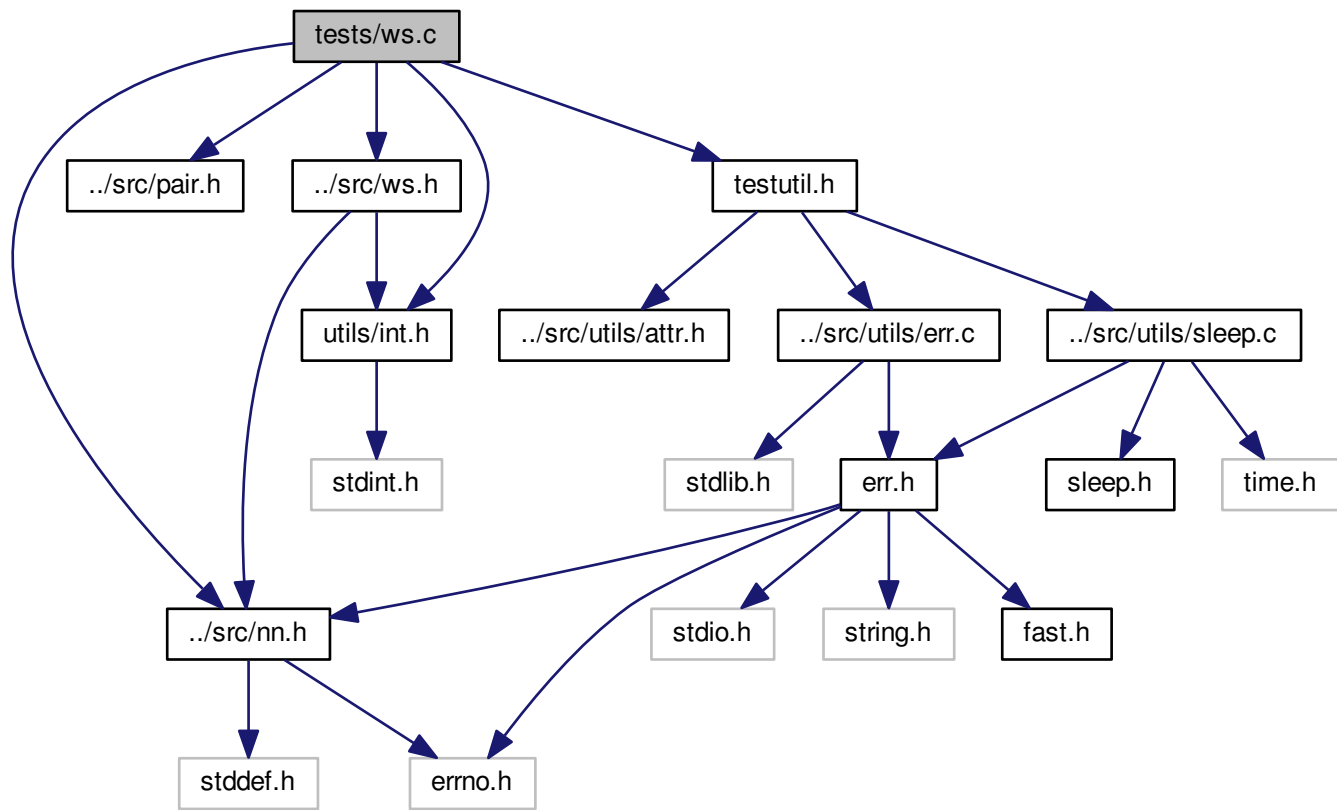 tests/ws.c
../src/pair.h
../src/ws.h
testutil.h
utils/int.h
../src/utils/attr.h
../src/utils/err.c
../src/utils/sleep.c
stdint.h
stdlib.h
err.h
sleep.h
time.h
../src/nn.h
stdio.h
string.h
fast.h
stddef.h
errno.h